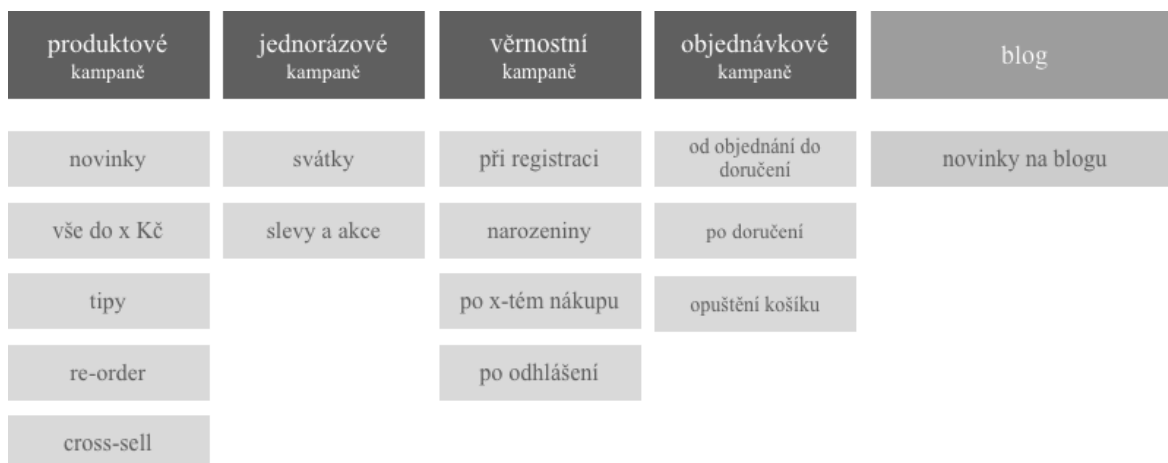 produktové
kampaně
jednorázové
kampaně
věrnostní
kampaně
objednávkové
kampaně
blog
novinky
svátky
při registraci
od objednání do
doručení
novinky na blogu
vše do x Kč
slevy a akce
narozeniny
po doručení
tipy
po x-tém nákupu
opuštění košíku
re-order
po odhlášení
cross-sell